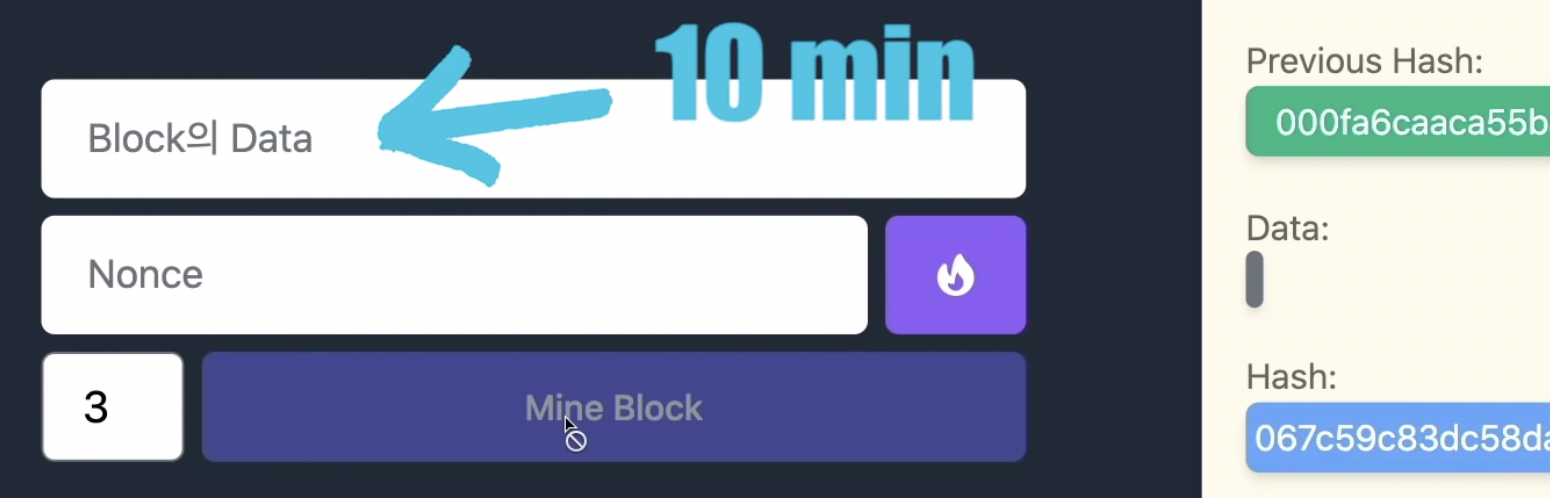 10 min
Block의 Data
Nonce
3
Mine Block
Previous Hash:
000fa6caaca55b
Data:
Hash:
067c59c83dc58da